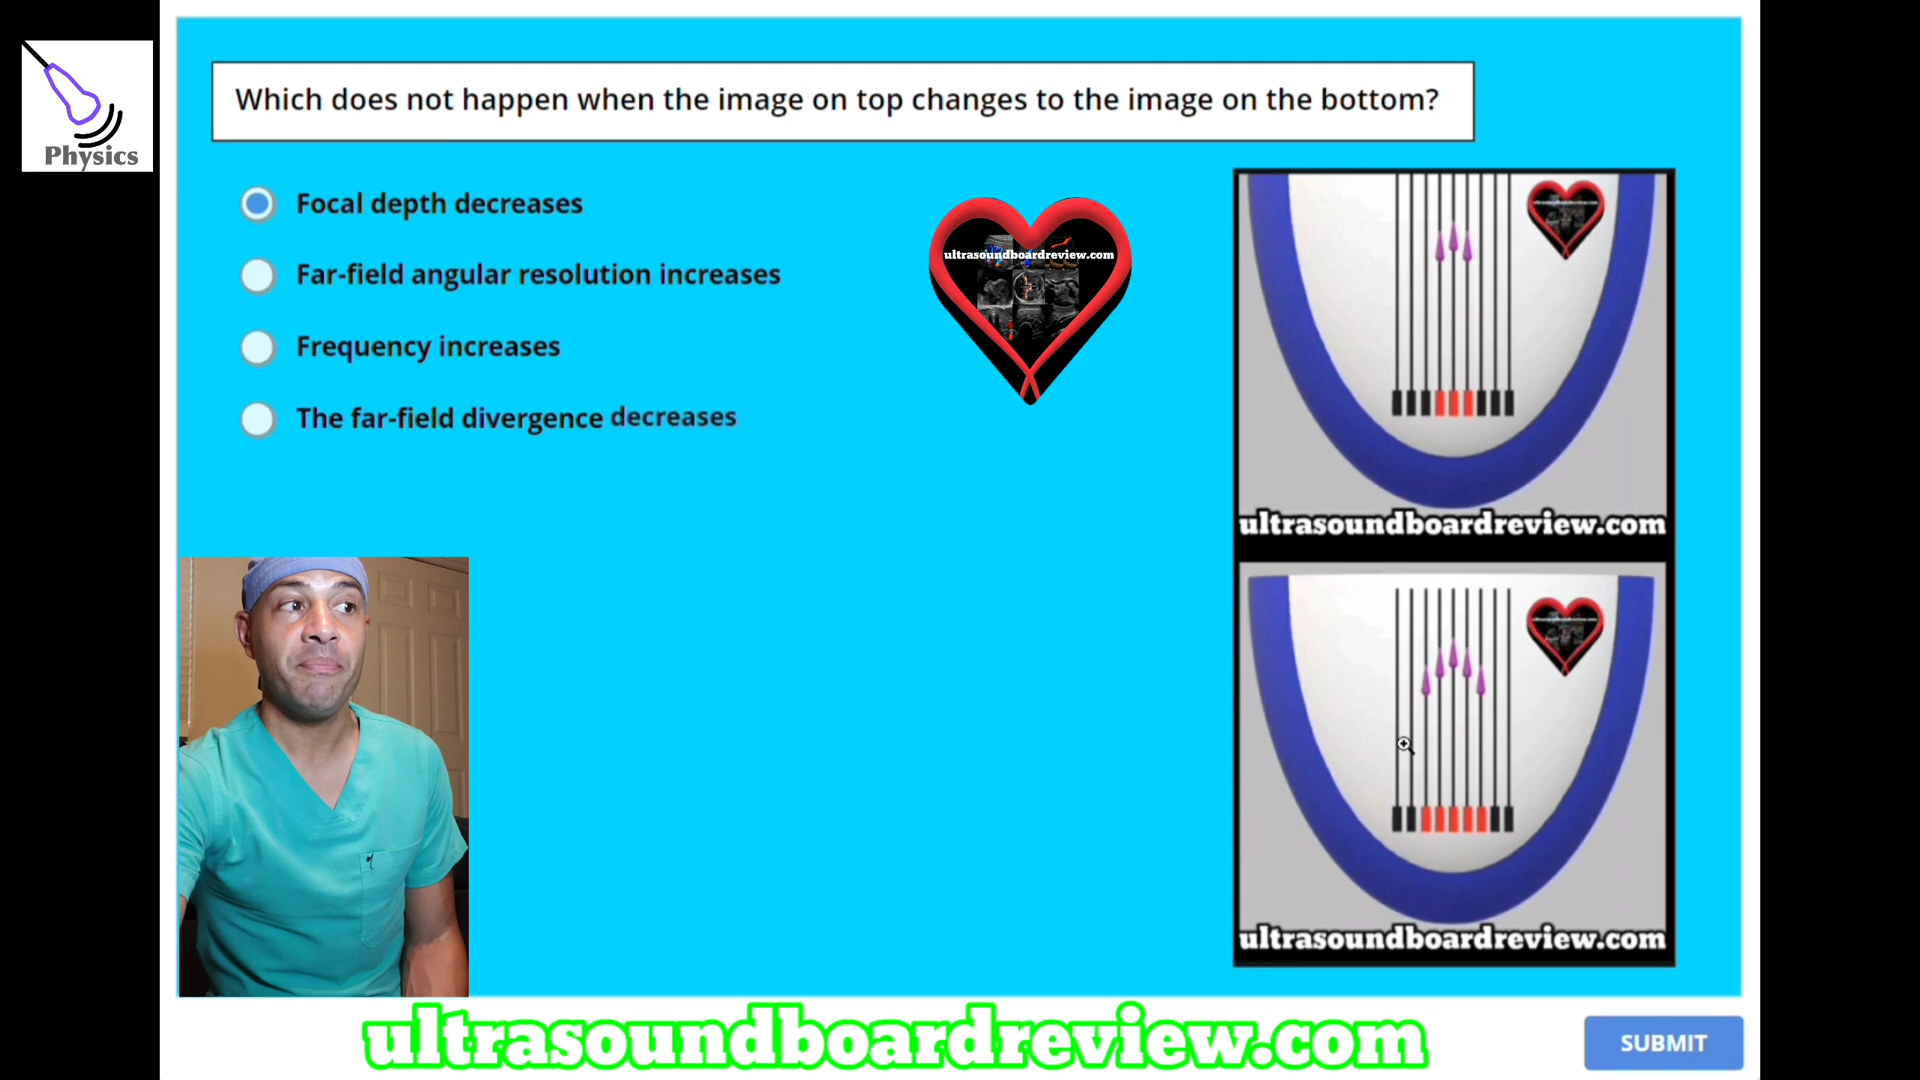 Physics
Which does not happen when the image on top changes to the image on the bottom?
Focal depth decreases
Far-field angular resolution increases
Frequency increases
The far-field divergence decreases
ultrasoundboardreview.com
ultrasoundboardreview.com
ultrasoundboardreview.com
ultrasoundboardreview.com
SUBMIT